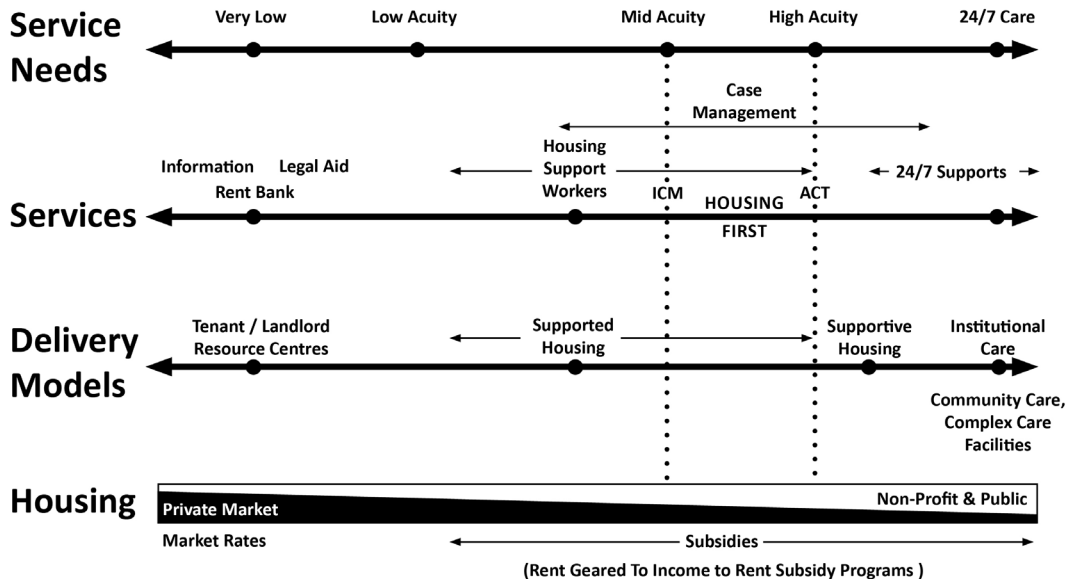 Service
Needs
Very Low
Low Acuity
Mid Acuity
High Acuity
24/7 Care
Case
Management
Information
Legal Aid
Rent Bank
Housing
Support
Workers
24/7 Supports
Services
ICM
HOUSING
FIRST
ACT
Delivery
Models
Tenant / Landlord
Resource Centres
Supported
Housing
Supportive
Housing
Institutional
Care
Community Care,
Complex Care
Facilities
Housing
Private Market
Non-Profit & Public
Market Rates
Subsidies
(Rent Geared To Income to Rent Subsidy Programs )